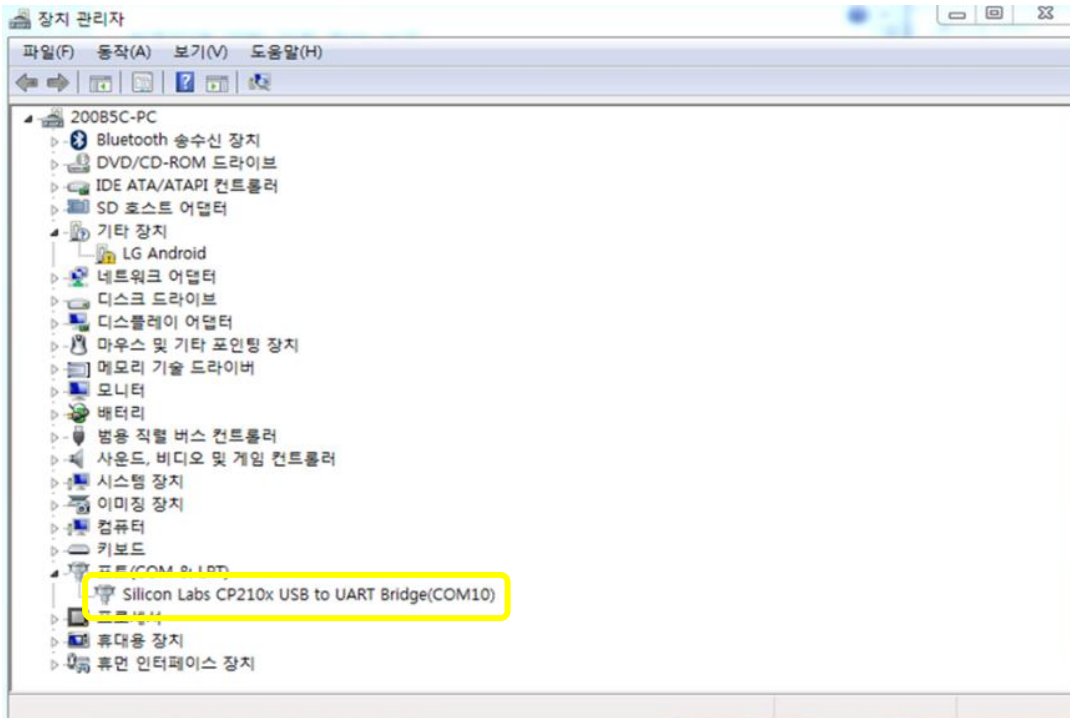 장치 관리자
파일(F) 동작(A) 보기(V) 도움말(H)
200B5C-PC
Bluetooth 송수신 장치
DVD/CD-ROM 드라이브
IDE ATA/ATAPI 컨트롤러
SD 호스트 어댑터
기타 장치
LG Android
네트워크 어댑터
디스크 드라이브
디스플레이 어댑터
마우스 및 기타 포인팅 장치
메모리 기술 드라이버
모니터
배터리
범용 직렬 버스 컨트롤러
사운드, 비디오 및 게임 컨트롤러
시스템 장치
이미징 장치
컴퓨터
키보드
포트(COM & LPT)
Silicon Labs CP210x USB to UART Bridge(COM10)
프로세서
휴대용 장치
휴먼 인터페이스 장치